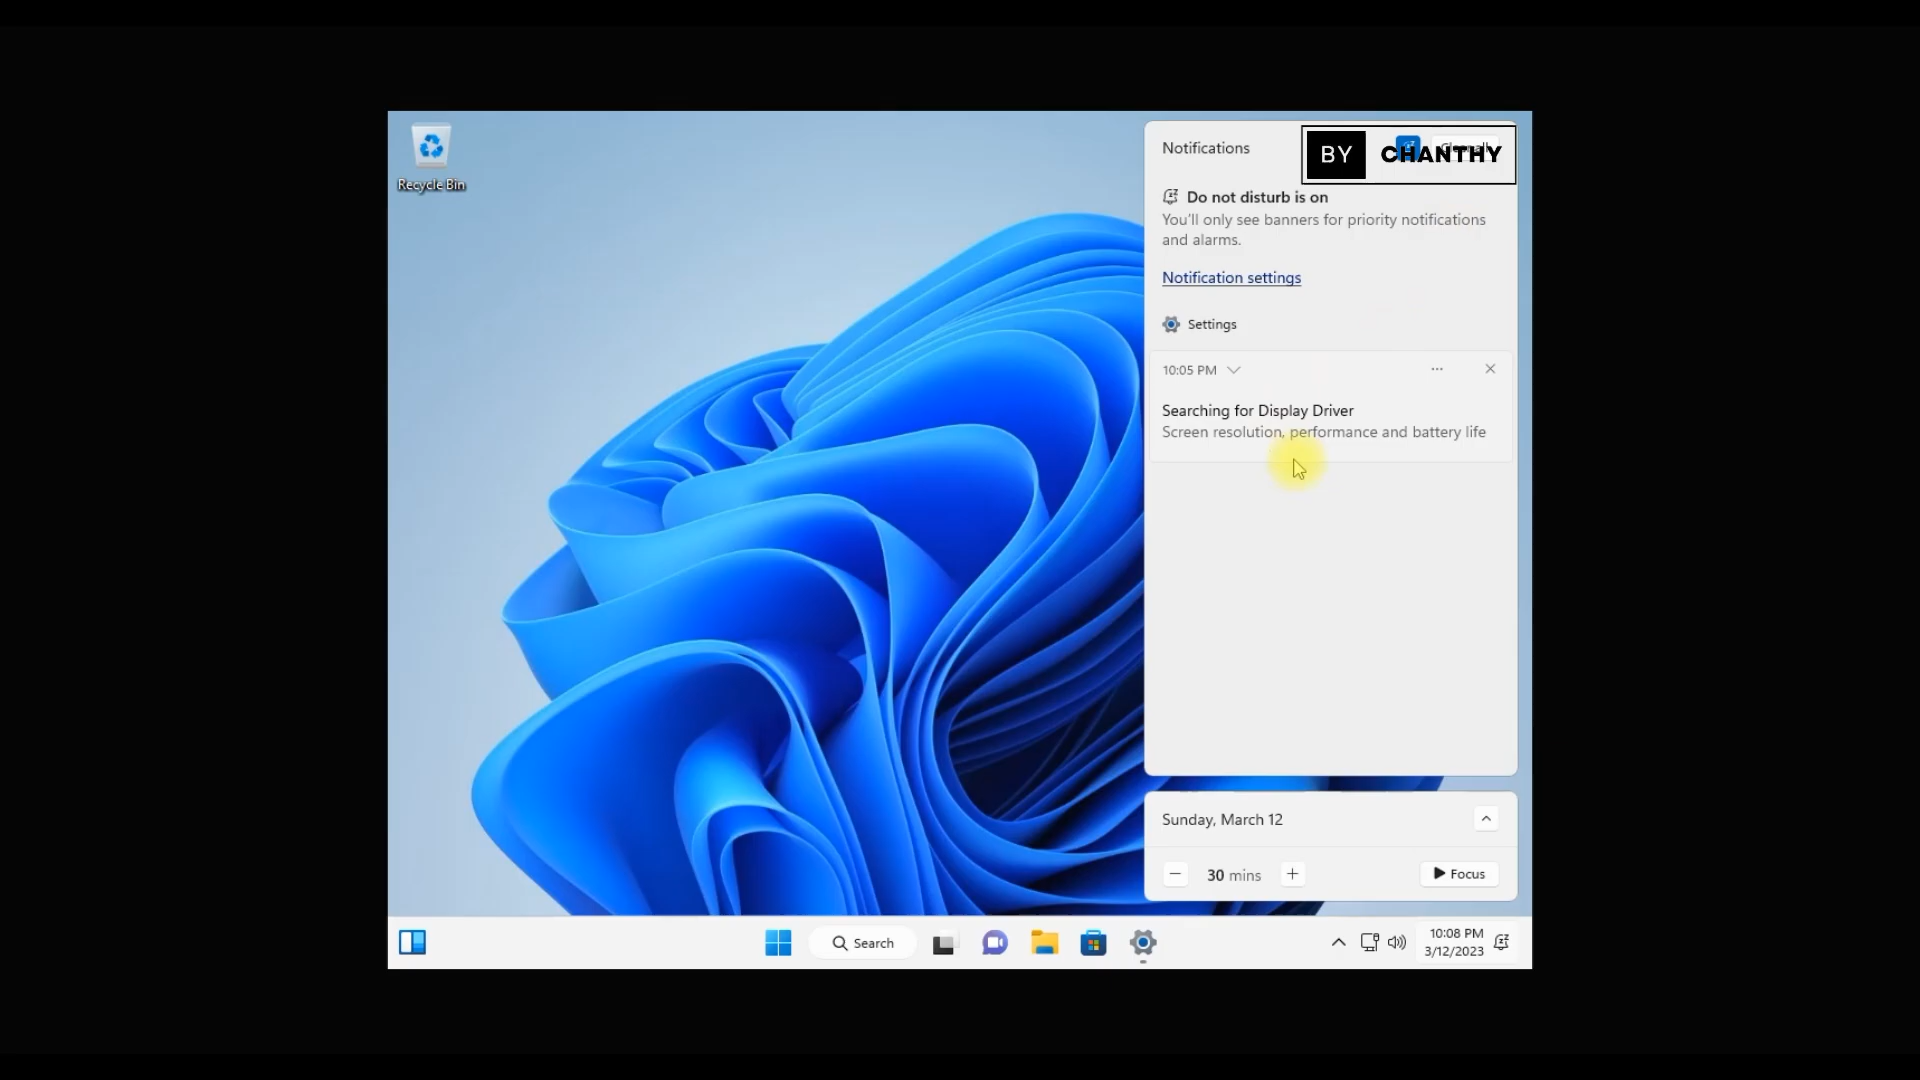 Recycle Bin
Notifications
BY CHANTHY
Do not disturb is on
You'll only see banners for priority notifications
and alarms.
Notification settings
Settings
10:05 PM
Searching for Display Driver
Screen resolution, performance and battery life
Sunday, March 12
30 mins
Focus
Search
10:08 PM
3/12/2023